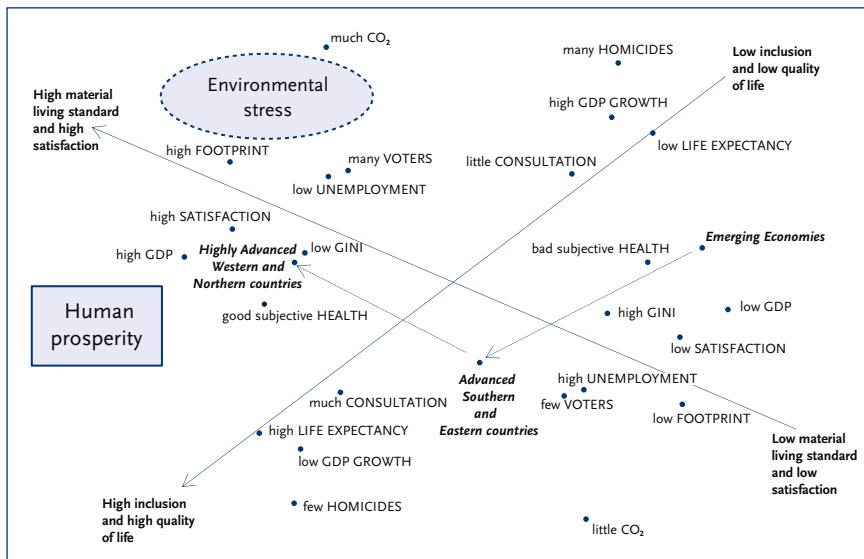 much CO₂
many HOMICIDES
Low inclusion
and low quality
of life
Environmental
stress
High material
living standard
and high
satisfaction
high GDP GROWTH
low LIFE EXPECTANCY
high FOOTPRINT
many VOTERS
little CONSULTATION
low UNEMPLOYMENT
high SATISFACTION
Emerging Economies
high GDP
Highly Advanced
Western and
Northern countries
low GINI
bad subjective HEALTH
Human
prosperity
good subjective HEALTH
high GINI
low GDP
low SATISFACTION
Advanced
Southern
and
Eastern countries
high UNEMPLOYMENT
few VOTERS
much CONSULTATION
low FOOTPRINT
high LIFE EXPECTANCY
low GDP GROWTH
Low material
living standard
and low
satisfaction
High inclusion
and high quality
of life
few HOMICIDES
little CO₂